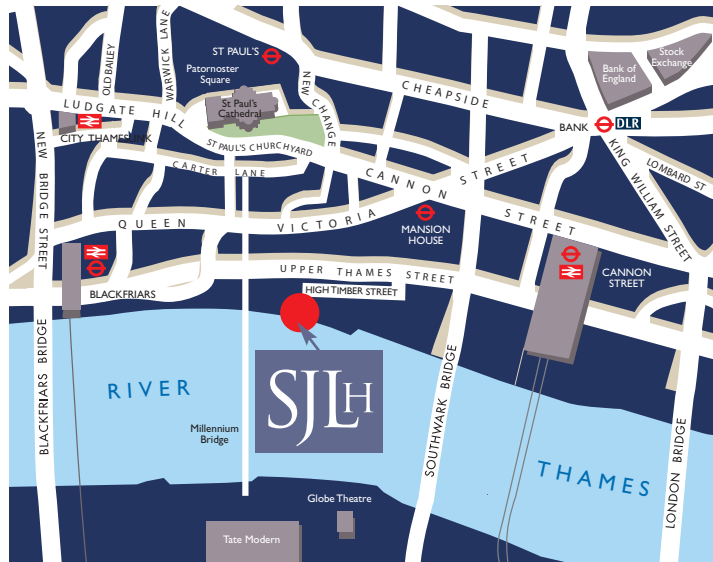 OLD BAILEY
WARWICK LANE
ST PAUL'S
Paternoster
Square
NEW CHANGE
CHEAPSIDE
Stock
Exchange
Bank of
England
LUDGATE HILL
St Paul's
Cathedral
CITY THAMESLINK
ST PAUL'S CHURCHYARD
BANK
DLR
LOMBARD ST
KING WILLIAM STREET
NEW BRIDGE STREET
CARTER LANE
CANNON STREET
QUEEN VICTORIA STREET
MANSION
HOUSE
CANNON
STREET
UPPER THAMES STREET
HIGH TIMBER STREET
BLACKFRIARS
BLACKFRIARS BRIDGE
RIVER THAMES
SJLH
Millennium
Bridge
SOUTHWARK BRIDGE
LONDON BRIDGE
Globe Theatre
Tate Modern